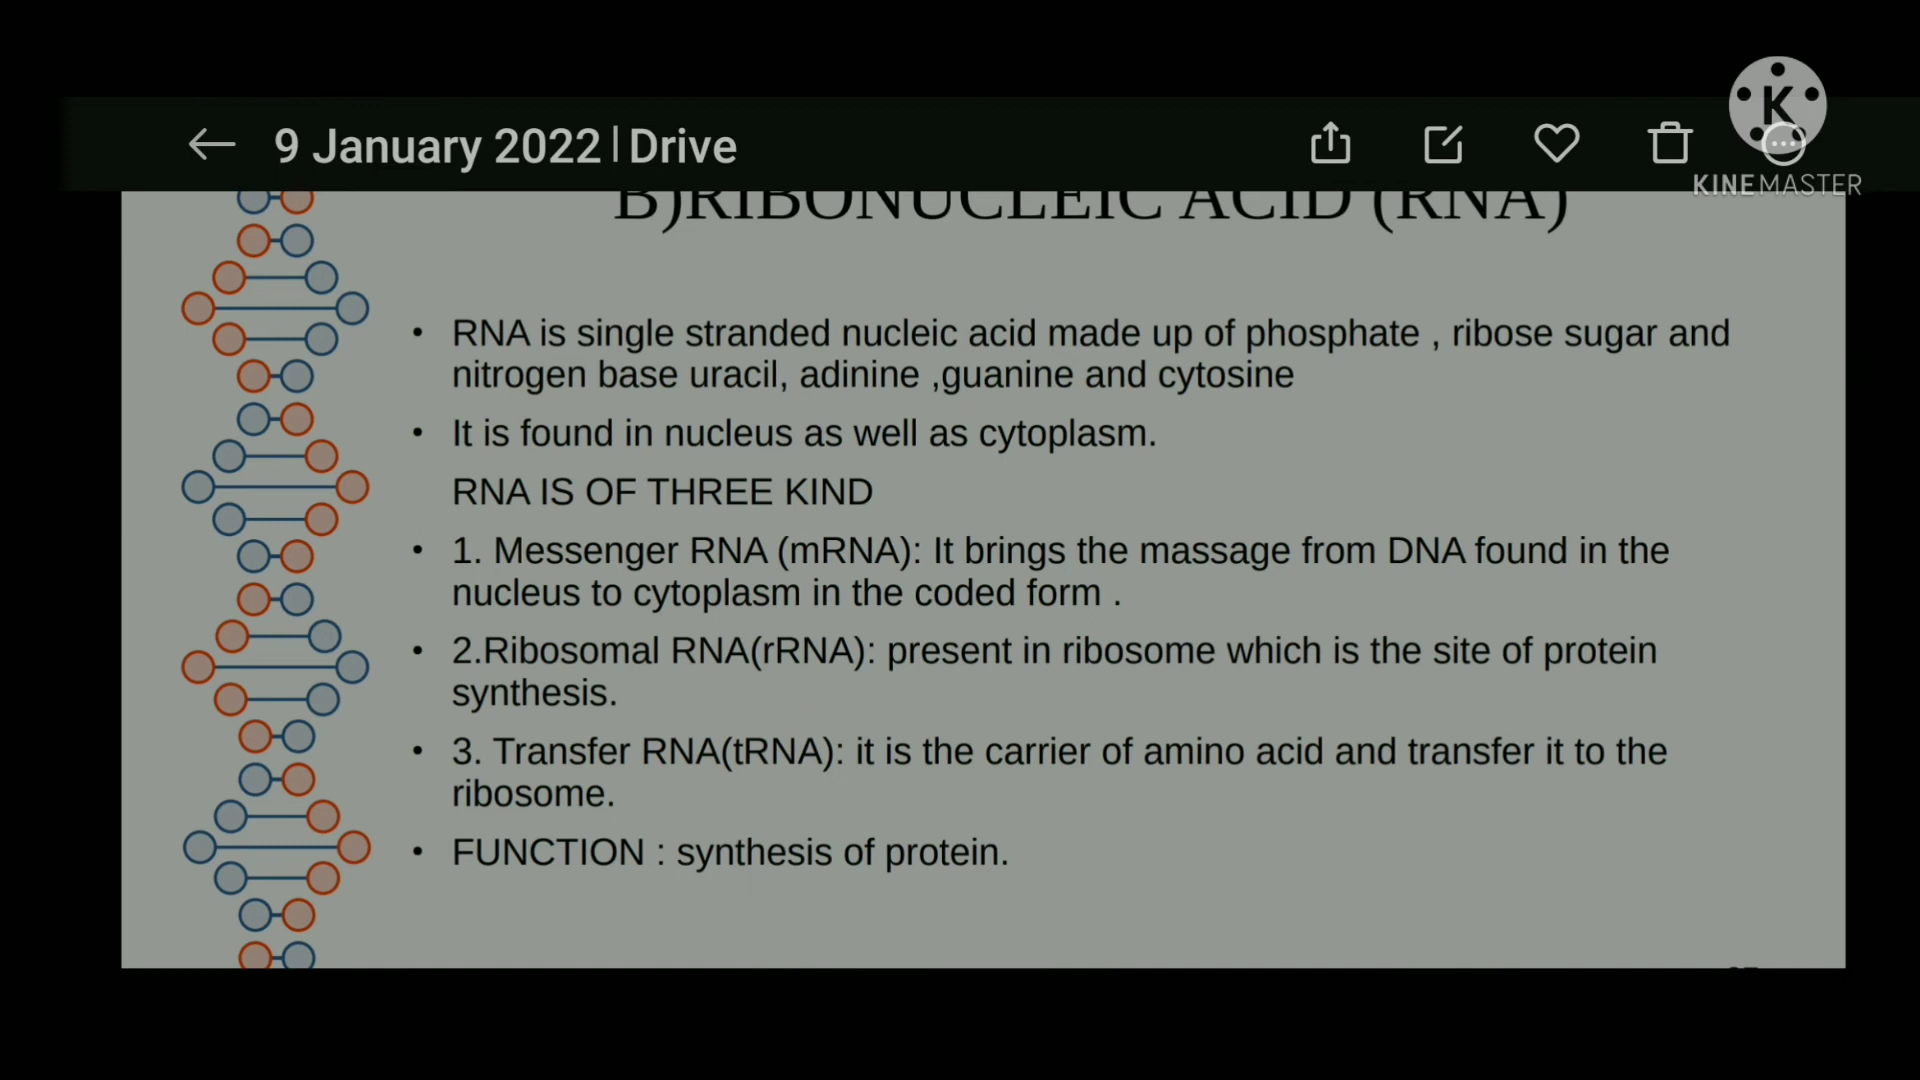 9 January 2022 | Drive
K
KINEMASTER
B)RIBONUCLEIC ACID (RNA)
• RNA is single stranded nucleic acid made up of phosphate , ribose sugar and
nitrogen base uracil, adinine ,guanine and cytosine
• It is found in nucleus as well as cytoplasm.
RNA IS OF THREE KIND
• 1. Messenger RNA (mRNA): It brings the massage from DNA found in the
nucleus to cytoplasm in the coded form .
• 2.Ribosomal RNA(rRNA): present in ribosome which is the site of protein
synthesis.
• 3. Transfer RNA(tRNA): it is the carrier of amino acid and transfer it to the
ribosome.
• FUNCTION : synthesis of protein.